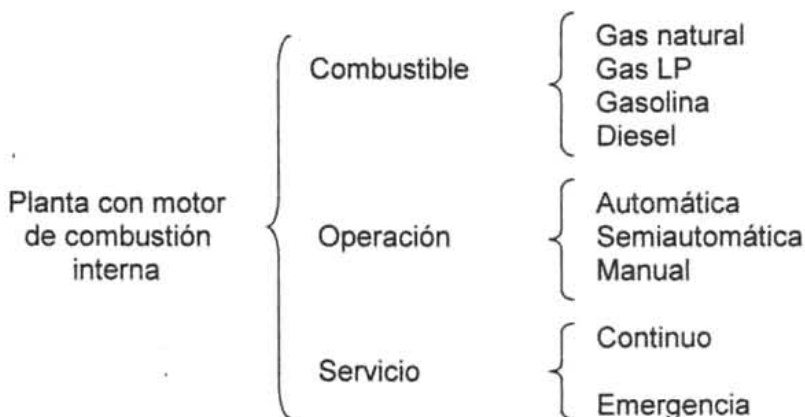 Planta con motor
de combustión
interna
Combustible
Gas natural
Gas LP
Gasolina
Diesel
Operación
Automática
Semiautomática
Manual
Servicio
Continuo
Emergencia